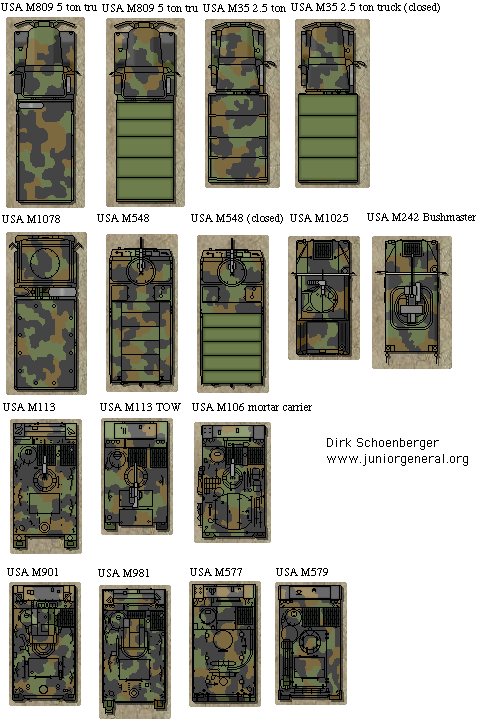 USA M809 5 ton tru USA M809 5 ton tru USA M35 2.5 ton USA M35 2.5 ton truck (closed)
USA M1078 USA M548 USA M548 (closed) USA M1025 USA M242 Bushmaster
USA M113 USA M113 TOW USA M106 mortar carrier
Dirk Schoenberger
www.juniorgeneral.org
USA M901 USA M981 USA M577 USA M579